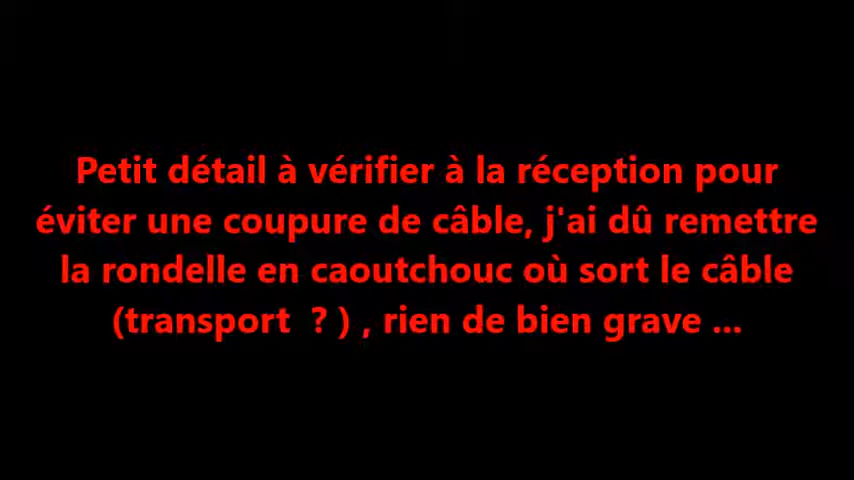 Petit détail à vérifier à la réception pour
éviter une coupure de câble, j'ai dû remettre
la rondelle en caoutchouc où sort le câble
(transport  ? ) , rien de bien grave ...